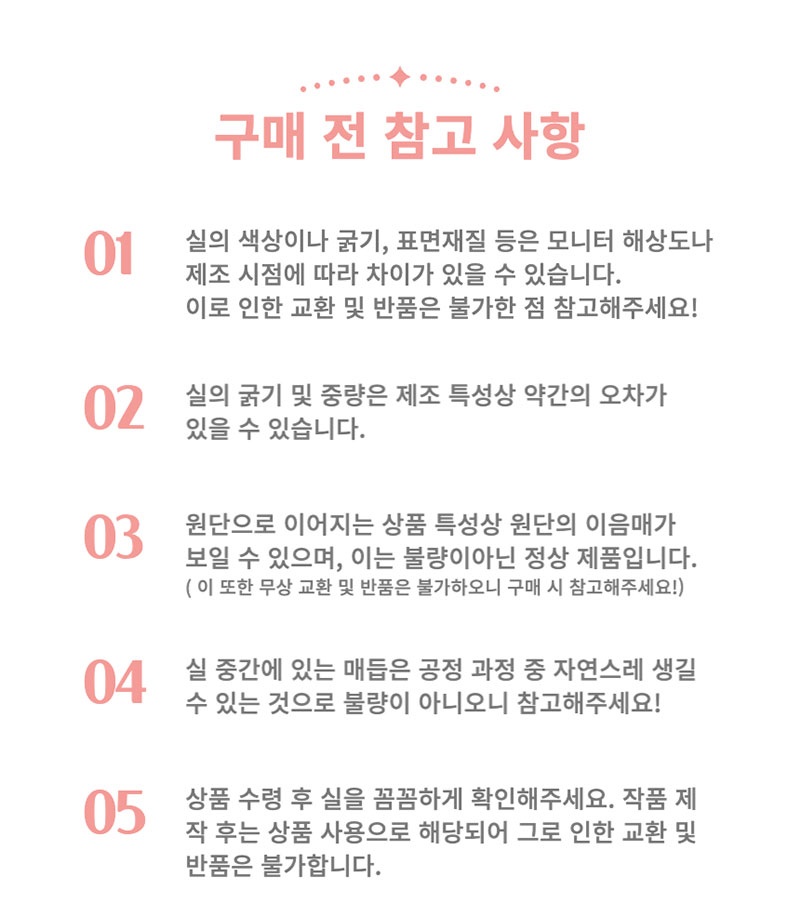 구매 전 참고 사항
01
실의 색상이나 굵기, 표면재질 등은 모니터 해상도나
제조 시점에 따라 차이가 있을 수 있습니다.
이로 인한 교환 및 반품은 불가한 점 참고해주세요!
02
실의 굵기 및 중량은 제조 특성상 약간의 오차가
있을 수 있습니다.
03
원단으로 이어지는 상품 특성상 원단의 이음매가
보일 수 있으며, 이는 불량이아닌 정상 제품입니다.
( 이 또한 무상 교환 및 반품은 불가하오니 구매 시 참고해주세요!)
04
실 중간에 있는 매듭은 공정 과정 중 자연스레 생길
수 있는 것으로 불량이 아니오니 참고해주세요!
05
상품 수령 후 실을 꼼꼼하게 확인해주세요. 작품 제
작 후는 상품 사용으로 해당되어 그로 인한 교환 및
반품은 불가합니다.